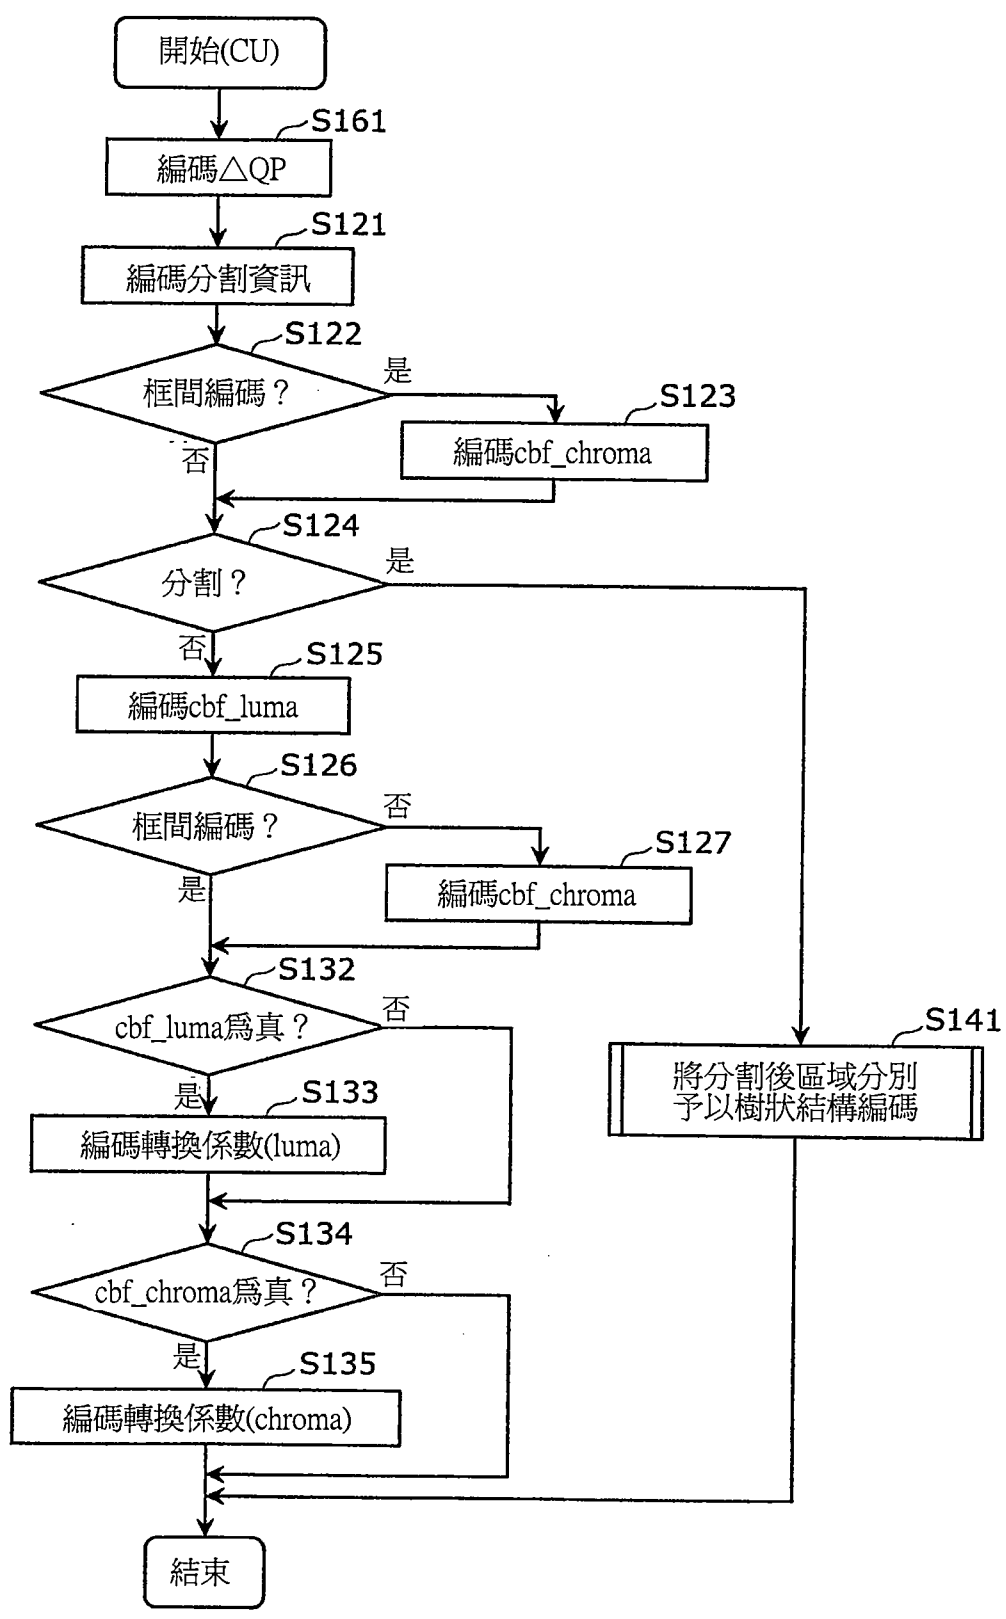 開始(CU)
S161
編碼△QP
S121
編碼分割資訊
S122
框間編碼？
是
S123
編碼cbf_chroma
否
S124
分割？
是
否
S125
編碼cbf_luma
S126
框間編碼？
否
S127
編碼cbf_chroma
是
S132
cbf_luma爲真？
否
S141
將分割後區域分別
予以樹狀結構編碼
是
S133
編碼轉換係數(luma)
S134
cbf_chroma爲真？
否
是
S135
編碼轉換係數(chroma)
結束